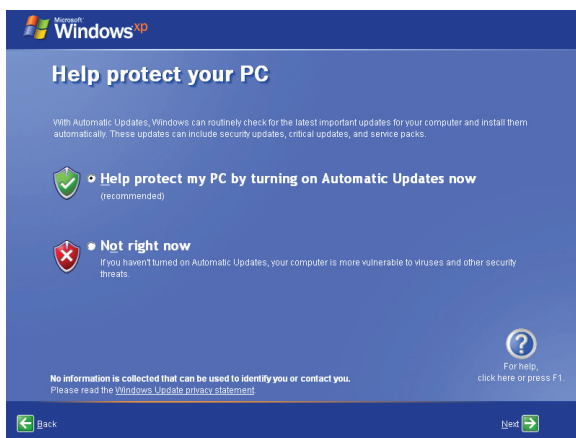 Microsoft
Windows xp
Help protect your PC
With Automatic Updates, Windows can routinely check for the latest important updates for your computer and install them
automatically. These updates can include security updates, critical updates, and service packs.
Help protect my PC by turning on Automatic Updates now
(recommended)
Not right now
If you haven't turned on Automatic Updates, your computer is more vulnerable to viruses and other security
threats.
For help,
click here or press F1.
No information is collected that can be used to identify you or contact you.
Please read the Windows Update privacy statement.
Back
Next